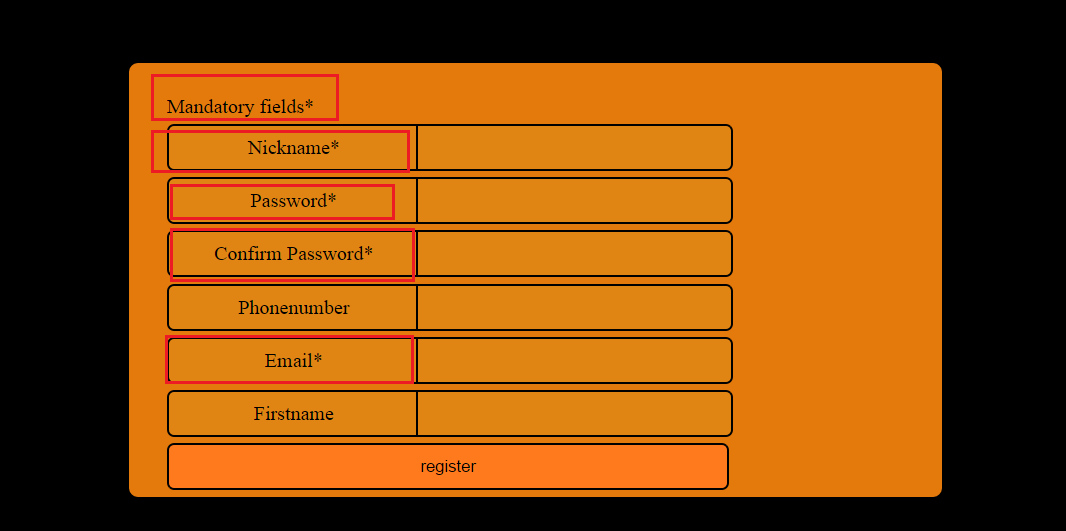 Mandatory fields*
Nickname*
Password*
Confirm Password*
Phonenumber
Email*
Firstname
register